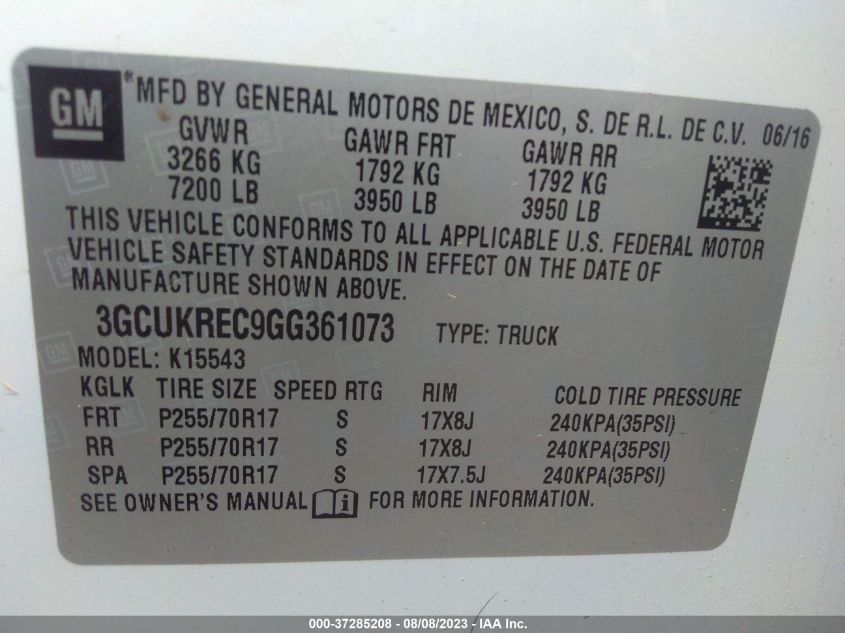 GM
® MFD BY GENERAL MOTORS DE MEXICO, S. DE R.L. DE C.V. 06/16
GVWR GAWR FRT GAWR RR
3266 KG 1792 KG 1792 KG
7200 LB 3950 LB 3950 LB
THIS VEHICLE CONFORMS TO ALL APPLICABLE U.S. FEDERAL MOTOR
VEHICLE SAFETY STANDARDS IN EFFECT ON THE DATE OF
MANUFACTURE SHOWN ABOVE.
3GCUKREC9GG361073 TYPE: TRUCK
MODEL: K15543
KGLK TIRE SIZE SPEED RTG RIM COLD TIRE PRESSURE
FRT P255/70R17 S 17X8J 240KPA(35PSI)
RR P255/70R17 S 17X8J 240KPA(35PSI)
SPA P255/70R17 S 17X7.5J 240KPA(35PSI)
SEE OWNER'S MANUAL i FOR MORE INFORMATION.
000-37285208 - 08/08/2023 - IAA Inc.